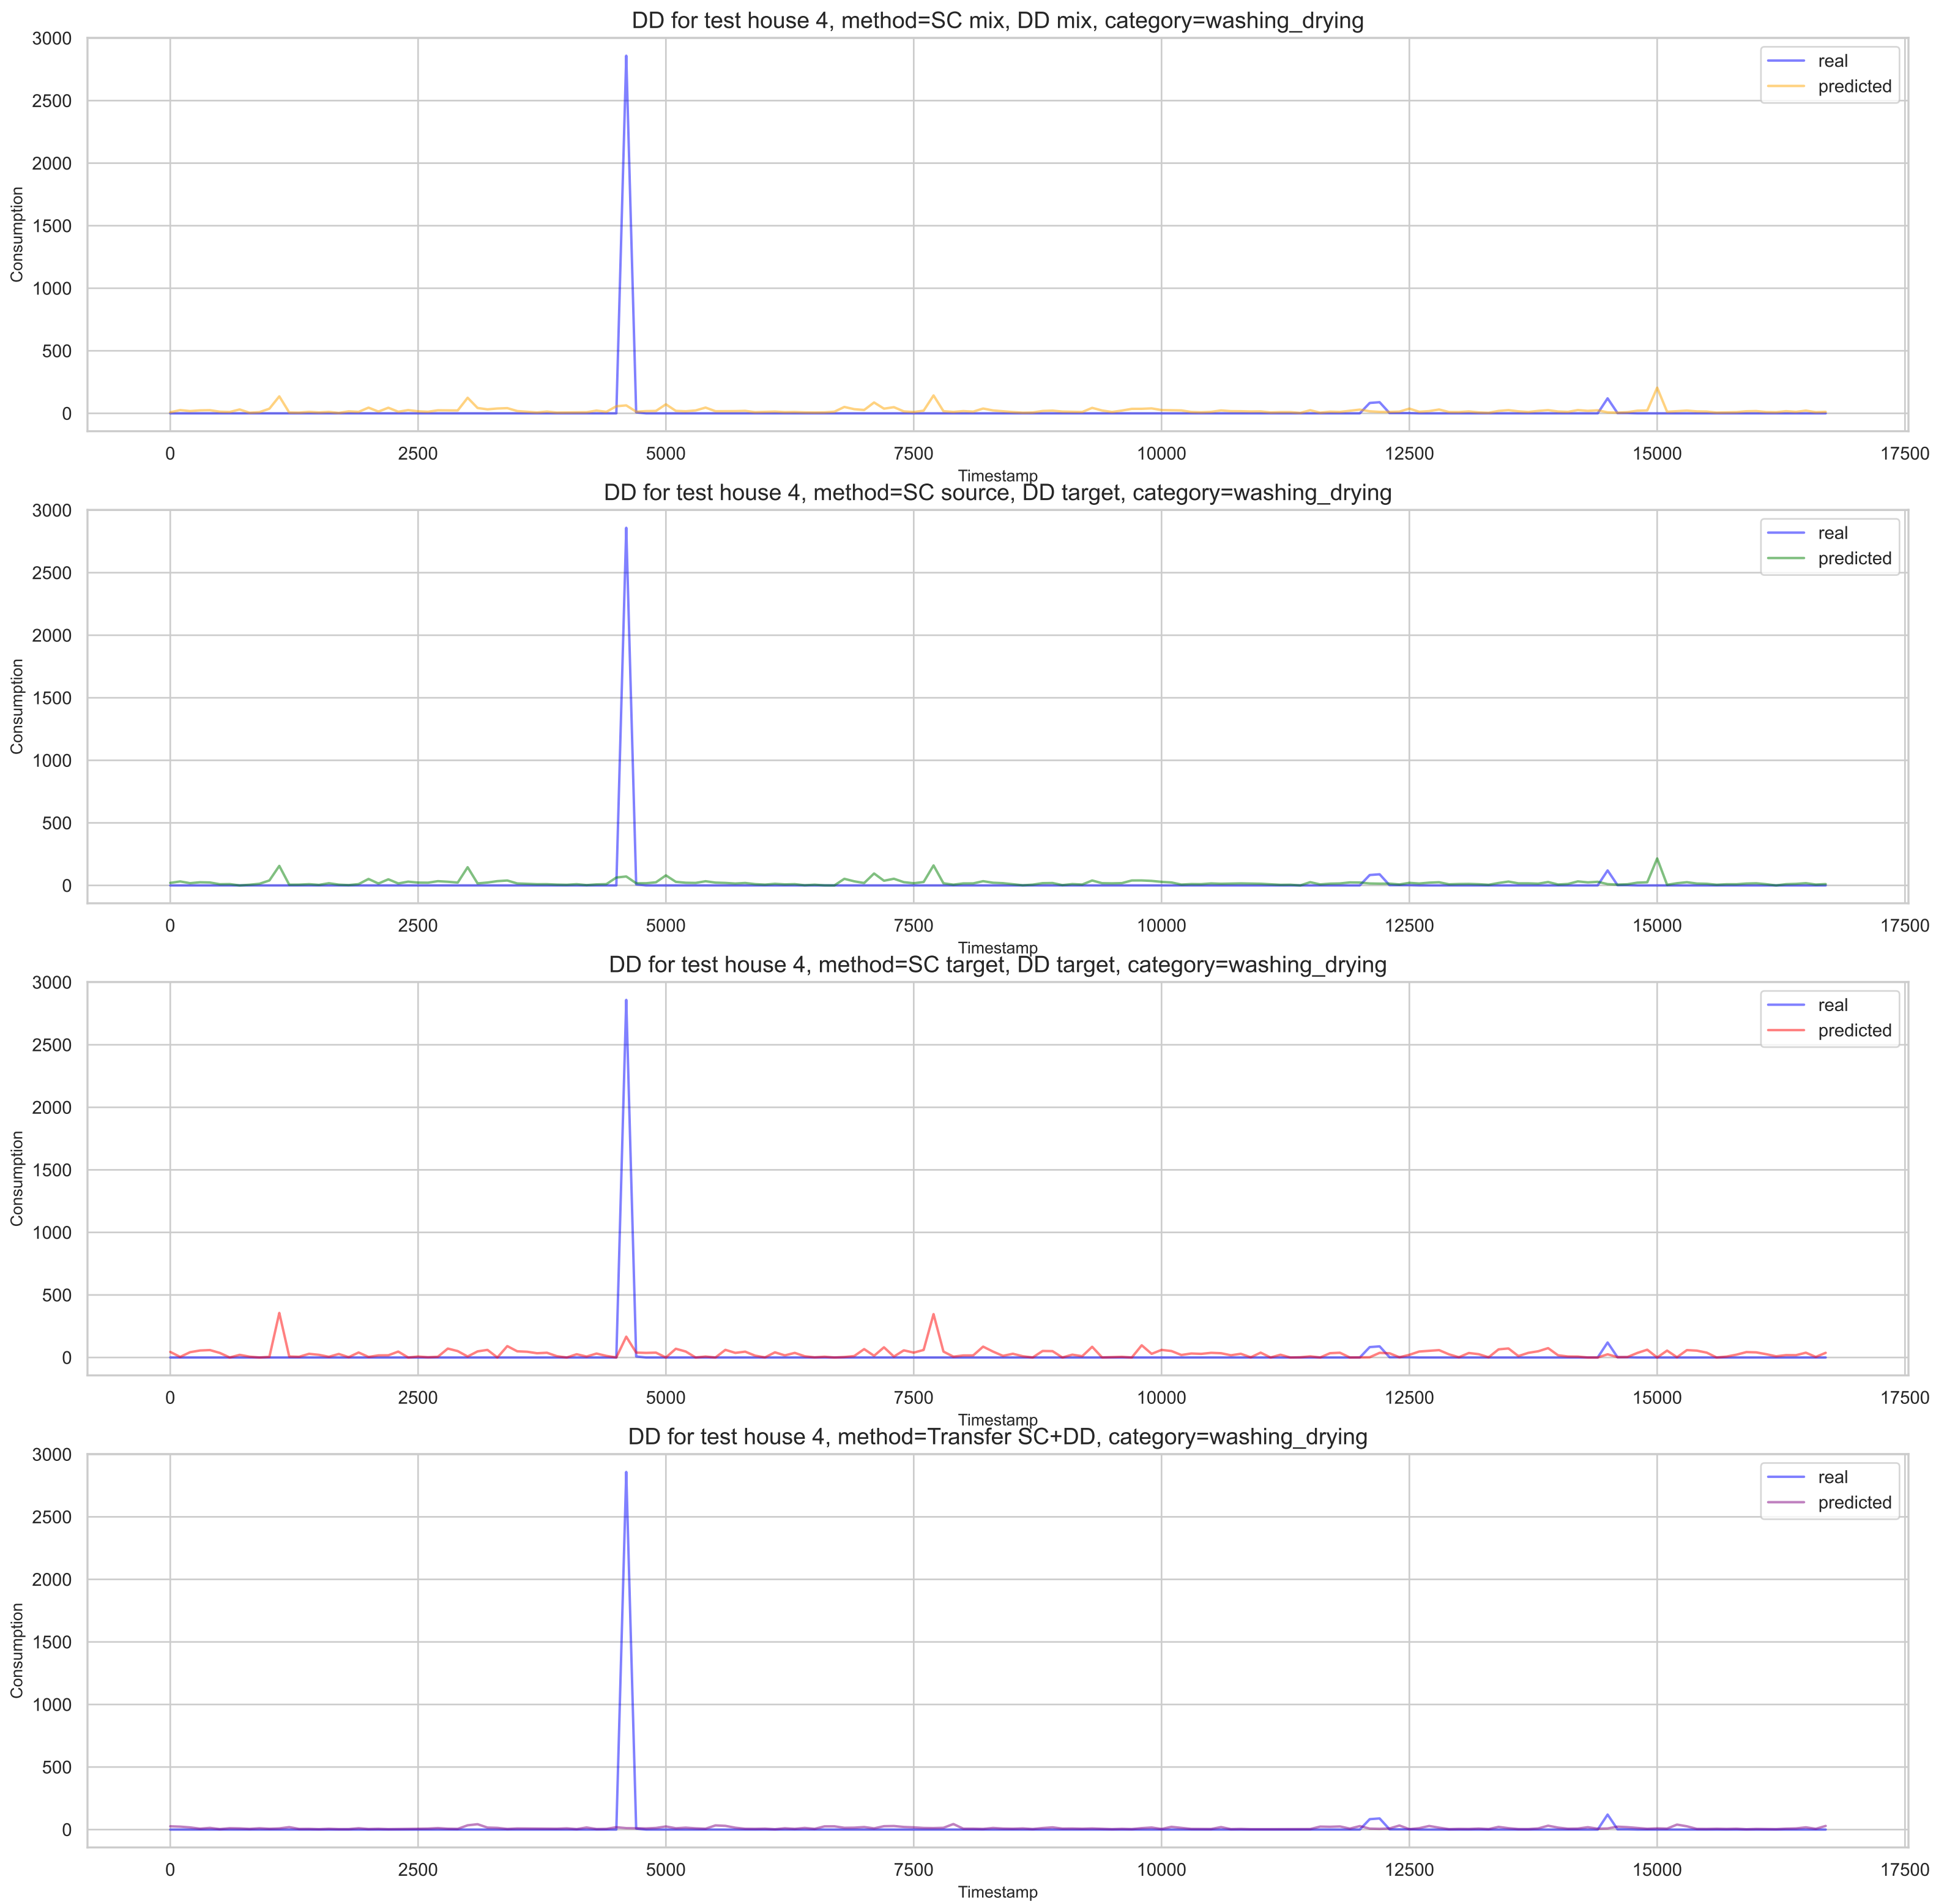 DD for test house 4, method=SC mix, DD mix, category=washing_drying
3000
2500
2000
1500
1000
500
0
Consumption
real
predicted
0 2500 5000 7500 10000 12500 15000 17500
Timestamp
DD for test house 4, method=SC source, DD target, category=washing_drying
3000
2500
2000
1500
1000
500
0
Consumption
real
predicted
0 2500 5000 7500 10000 12500 15000 17500
Timestamp
DD for test house 4, method=SC target, DD target, category=washing_drying
3000
2500
2000
1500
1000
500
0
Consumption
real
predicted
0 2500 5000 7500 10000 12500 15000 17500
Timestamp
DD for test house 4, method=Transfer SC+DD, category=washing_drying
3000
2500
2000
1500
1000
500
0
Consumption
real
predicted
0 2500 5000 7500 10000 12500 15000 17500
Timestamp